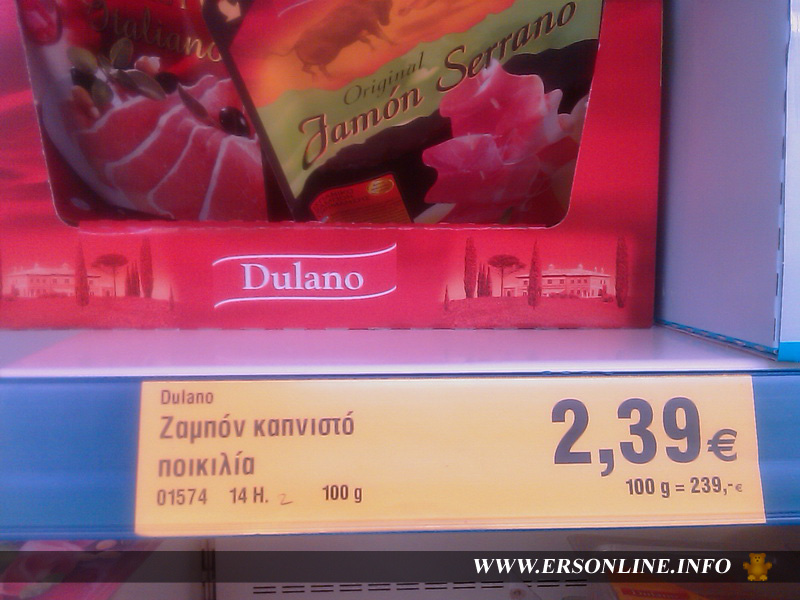 Italiano
Original
Jamón Serrano
Dulano
Dulano
Ζαμπόν καπνιστό
ποικιλία
01574 14 Η. 2 100 g
2,39€
100 g = 239,-€
WWW.ERSONLINE.INFO